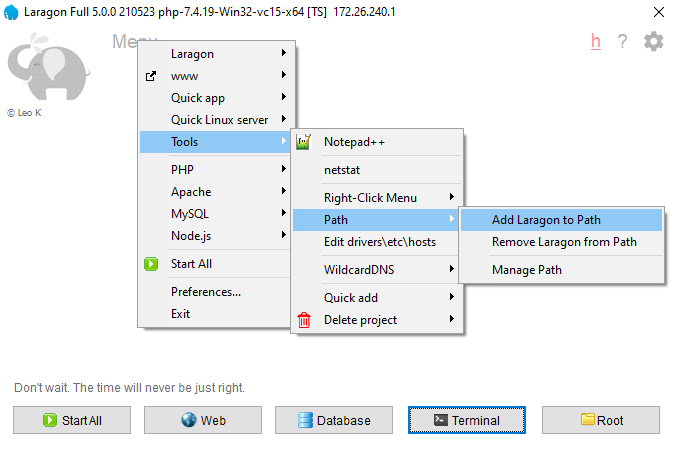 Laragon Full 5.0.0 210523 php-7.4.19-Win32-vc15-x64 [TS] 172.26.240.1
Menu
h ?
© Leo K
Laragon
www
Quick app
Quick Linux server
Tools
PHP
Apache
MySQL
Node.js
Start All
Preferences...
Exit
Notepad++
netstat
Right-Click Menu
Path
Edit drivers\etc\hosts
WildcardDNS
Quick add
Delete project
Add Laragon to Path
Remove Laragon from Path
Manage Path
Don't wait. The time will never be just right.
Start All Web Database Terminal Root